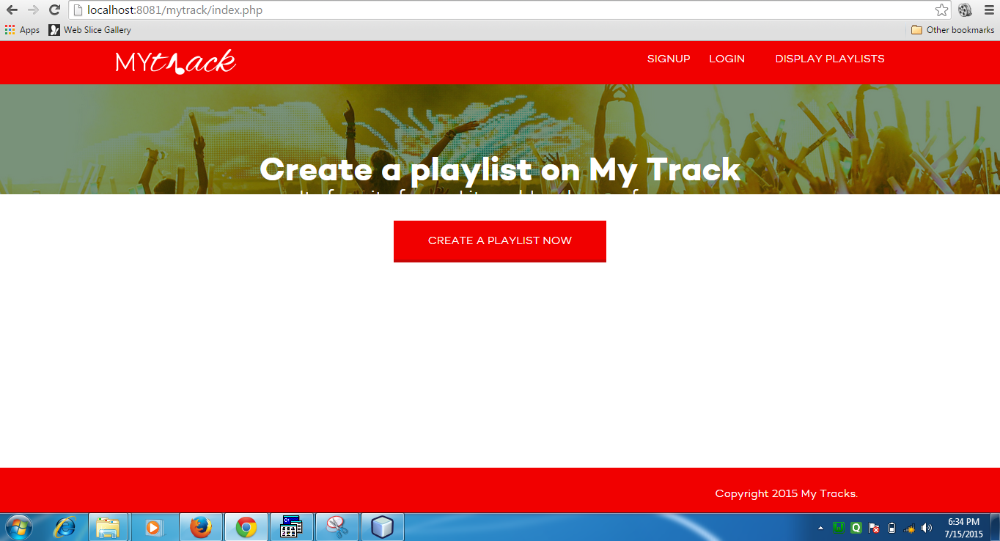 localhost:8081/mytrack/index.php
Apps Web Slice Gallery Other bookmarks
MYtrack SIGNUP LOGIN DISPLAY PLAYLISTS
Create a playlist on My Track
CREATE A PLAYLIST NOW
Copyright 2015 My Tracks.
6:34 PM
7/15/2015